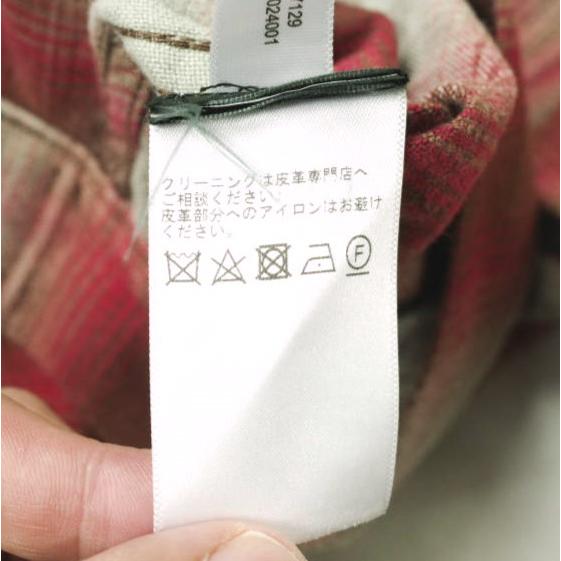 7129
024001
クリーニングは皮革専門店へ
ご相談ください。
皮革部分へのアイロンはお避け
ください。
F